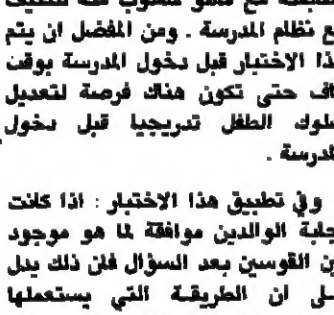 مع نظام المدرسة . ومن المفضل ان يتم
هذا الاختبار قبل دخول المدرسة بوقت
كاف حتى تكون هناك فرصة لتعديل
سلوك الطفل تدريجيا قبل دخول
المدرسة .
وفي تطبيق هذا الاختبار : اذا كانت
اجابة الوالدين موافقة لما هو موجود
بين القوسين بعد السؤال فان ذلك يدل
على ان الطريقة التي يستعملها